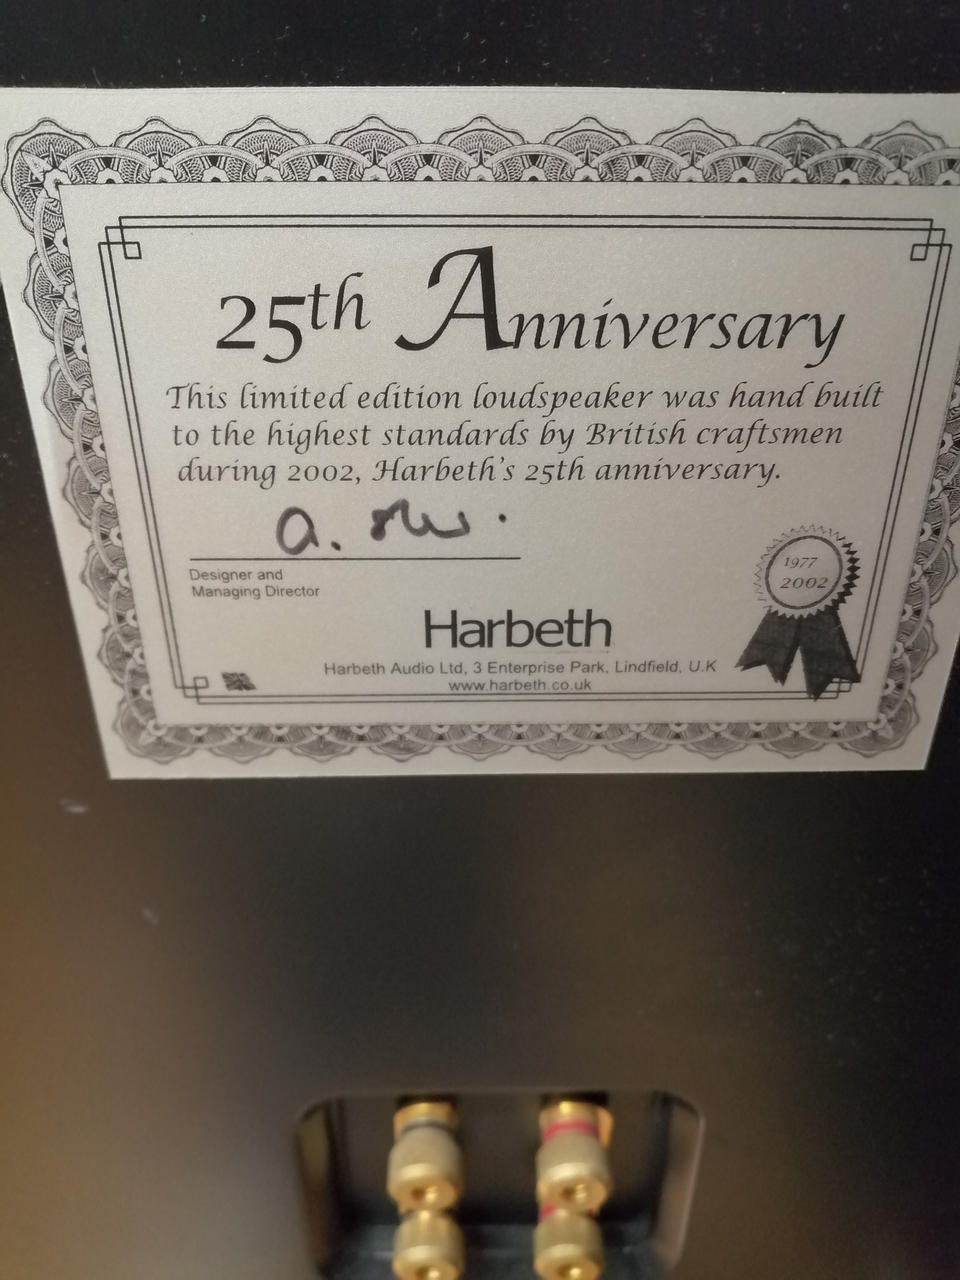 25th Anniversary
This limited edition loudspeaker was hand built
to the highest standards by British craftsmen
during 2002, Harbeth's 25th anniversary.
Designer and
Managing Director
1977
2002
Harbeth
Harbeth Audio Ltd, 3 Enterprise Park, Lindfield, U.K
www.harbeth.co.uk